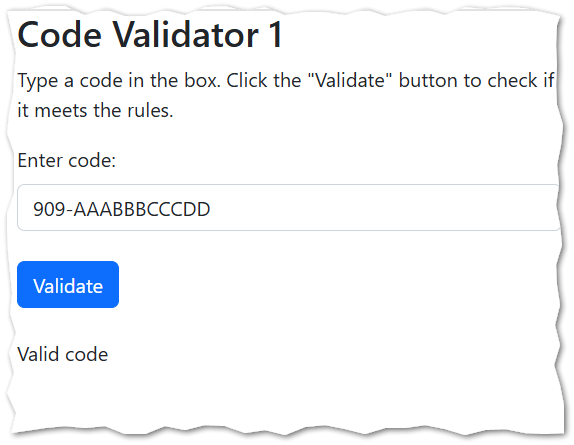 Code Validator 1
Type a code in the box. Click the "Validate" button to check if
it meets the rules.
Enter code:
909-AAABBBCCCDD
Validate
Valid code